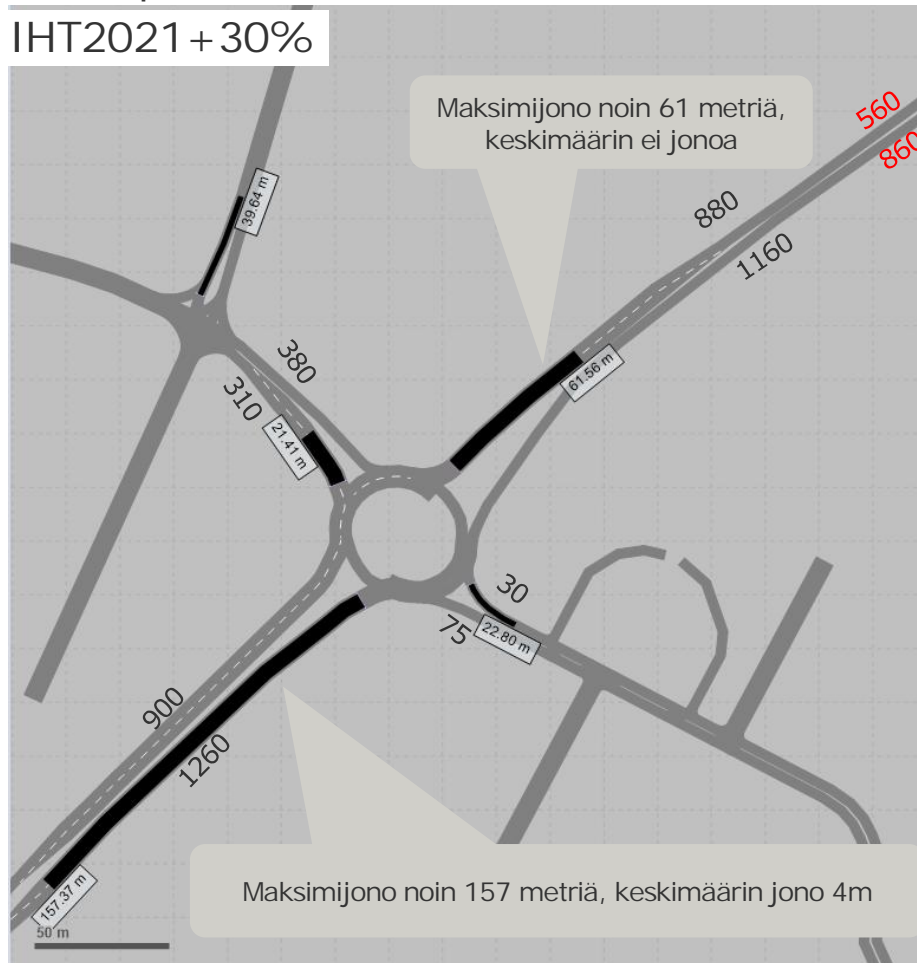 IHT2021+30%
Maksimijono noin 61 metriä,
keskimäärin ei jonoa
560
860
39.64 m
880
1160
380
310
61.56 m
21.41 m
30
75
22.80 m
900
1260
Maksimijono noin 157 metriä, keskimäärin jono 4m
157.37 m
50 m